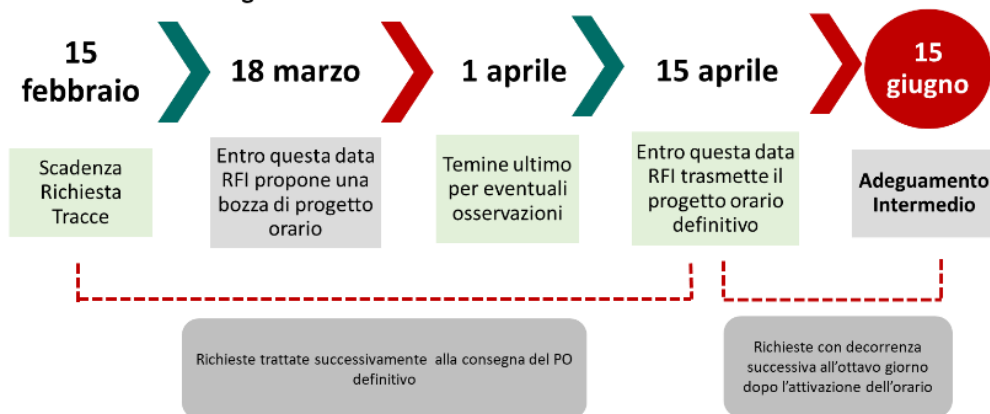 15
febbraio
18 marzo
1 aprile
15 aprile
15
giugno
Scadenza
Richiesta
Tracce
Entro questa data
RFI propone una
bozza di progetto
orario
Temine ultimo
per eventuali
osservazioni
Entro questa data
RFI trasmette il
progetto orario
definitivo
Adeguamento
Intermedio
Richieste trattate successivamente alla consegna del PO
definitivo
Richieste con decorrenza
successiva all'ottavo giorno
dopo l'attivazione dell'orario